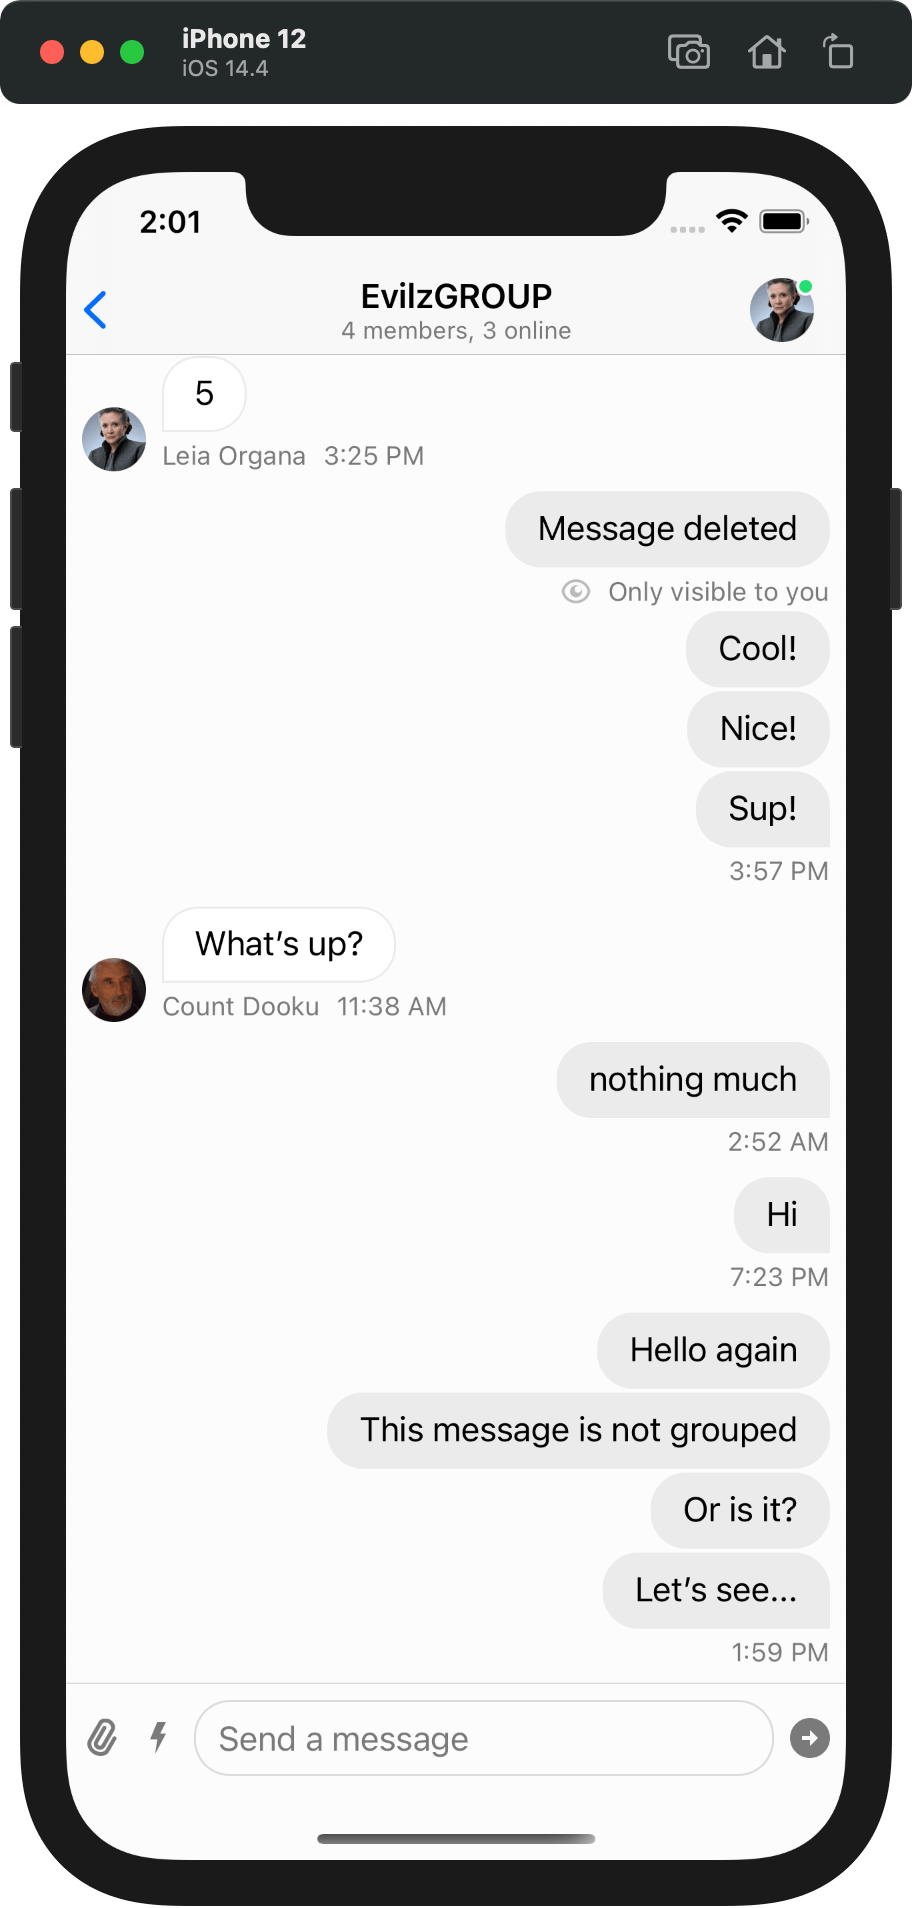 iPhone 12
iOS 14.4
2:01
EvilzGROUP
4 members, 3 online
5
Leia Organa 3:25 PM
Message deleted
Only visible to you
Cool!
Nice!
Sup!
3:57 PM
What's up?
Count Dooku 11:38 AM
nothing much
2:52 AM
Hi
7:23 PM
Hello again
This message is not grouped
Or is it?
Let's see...
1:59 PM
Send a message